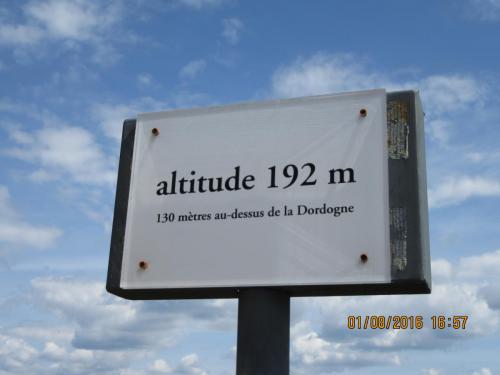 altitude 192 m
130 mètres au-dessus de la Dordogne
01/08/2016 16:57